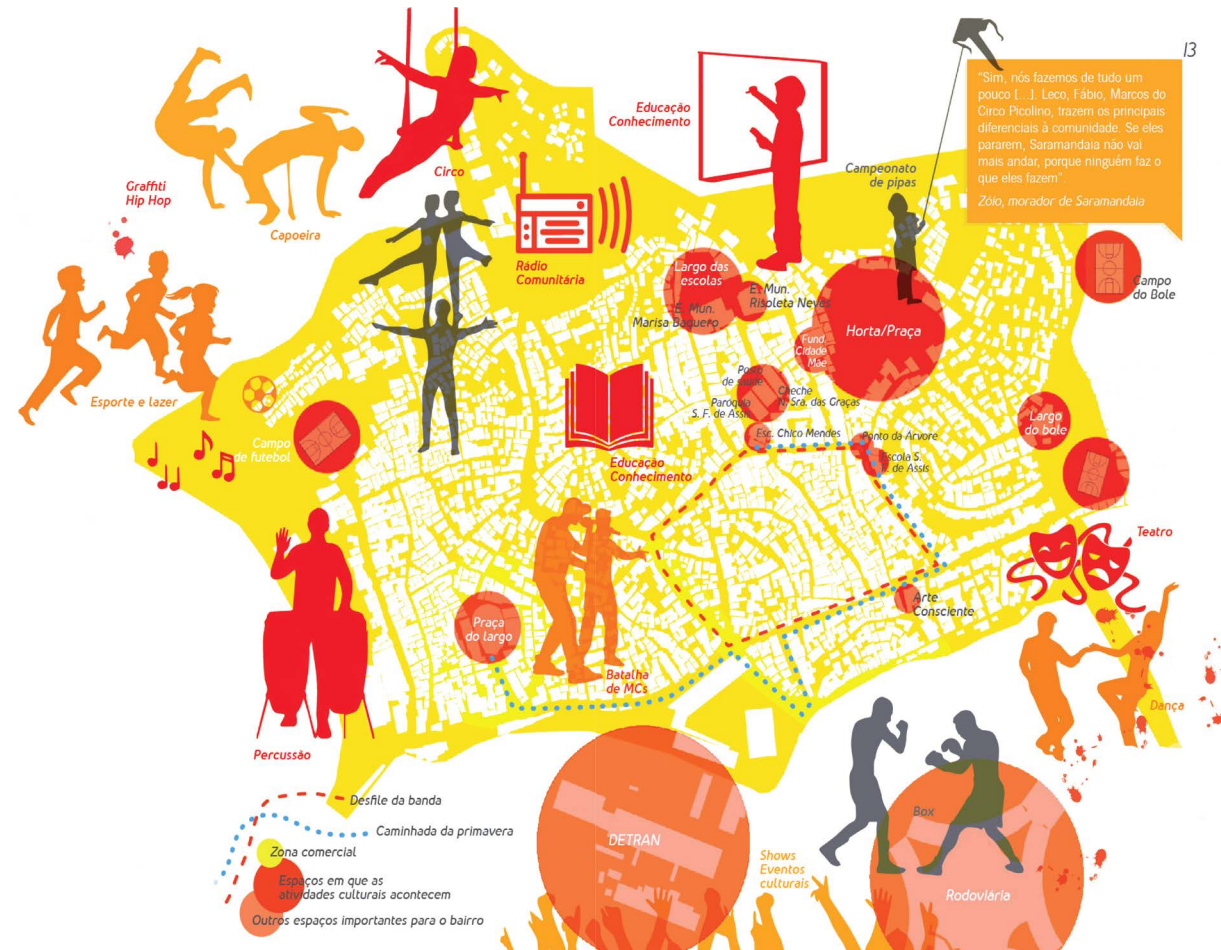 13
"Sim, nós fazemos de tudo um
pouco [...]. Leco, Fábio, Marcos do
Circo Picolino, trazem os principais
diferenciais à comunidade. Se eles
pararem, Saramandaia não vai
mais andar, porque ninguém faz o
que eles fazem".
Zóio, morador de Saramandaia
Educação
Conhecimento
Campeonato
de pipas
Circo
Graffiti
Hip Hop
Capoeira
Rádio
Comunitária
Largo das
escolas
E. Mun.
Risoleta Neves
E. Mun.
Marisa Baquero
Horta/Praça
Campo
do Bole
Fund.
Cidade
Mãe
Posto
de saúde
Creche
N. Sra. das Graças
Paróquia
S. F. de Assis
Esporte e lazer
Campo
de futebol
Esc. Chico Mendes
Ponto da Árvore
Escola S.
F. de Assis
Largo
do bole
Educação
Conhecimento
Teatro
Arte
Consciente
Praça
do largo
Batalha
de MCs
Dança
Percussão
Desfile da banda
Caminhada da primavera
Zona comercial
Espaços em que as
atividades culturais acontecem
Outros espaços importantes para o bairro
DETRAN
Box
Shows
Eventos
culturais
Rodoviária